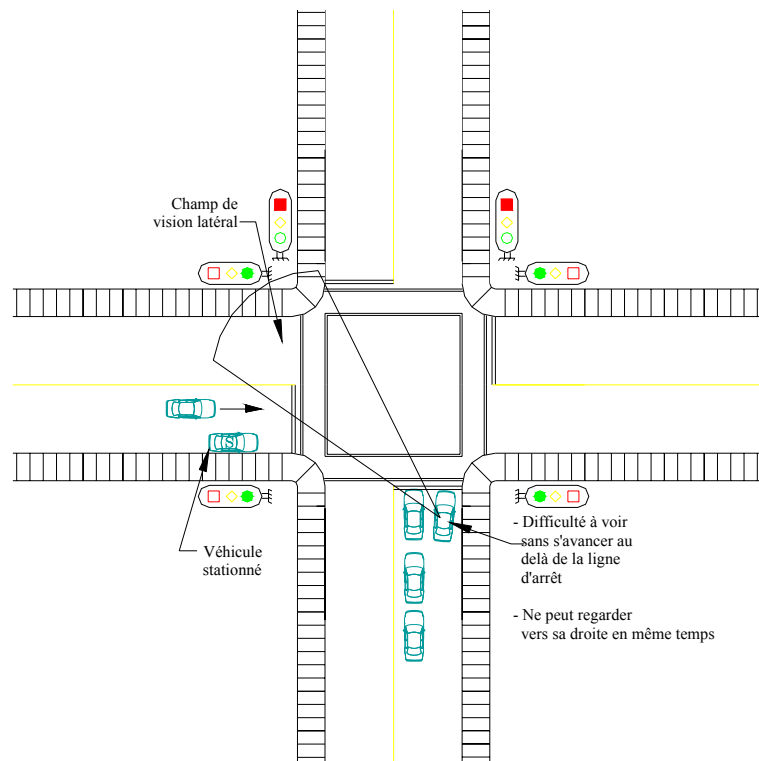 Champ de
vision latéral
S
- Difficulté à voir
sans s'avancer au
delà de la ligne
d'arrêt
Véhicule
stationné
- Ne peut regarder
vers sa droite en même temps